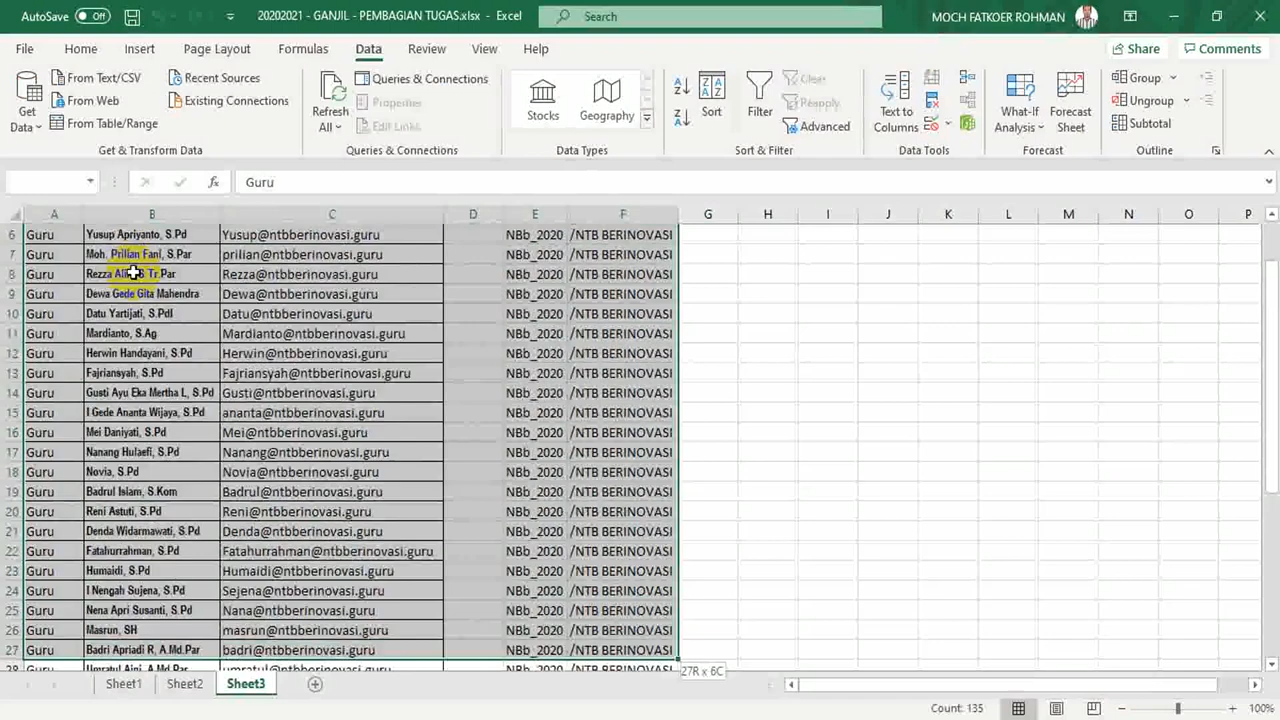 AutoSave Off 20202021 - GANJIL - PEMBAGIAN TUGAS.xlsx - Excel Search MOCH FATKOER ROHMAN
File Home Insert Page Layout Formulas Data Review View Help Share Comments
Get Data From Text/CSV From Web From Table/Range Recent Sources Existing Connections
Refresh All Queries & Connections Properties Edit Links
Stocks Geography
Sort Filter Clear Reapply Advanced
Text to Columns
What-If Analysis Forecast Sheet
Group Ungroup Subtotal
Get & Transform Data Queries & Connections Data Types Sort & Filter Data Tools Forecast Outline
Guru
A B C D E F G H I J K L M N O P
6 Guru Yusup Apriyanto, S.Pd Yusup@ntbberinovasi.guru NBb_2020 /NTB BERINOVASI
7 Guru Moh. Prilian Fani, S.Par prilian@ntbberinovasi.guru NBb_2020 /NTB BERINOVASI
8 Guru Rezza Rezza@ntbberinovasi.guru NBb_2020 /NTB BERINOVASI
9 Guru Dewa Gede Gita Mahendra Dewa@ntbberinovasi.guru NBb_2020 /NTB BERINOVASI
10 Guru Datu Yartijati, S.PdI Datu@ntbberinovasi.guru NBb_2020 /NTB BERINOVASI
11 Guru Mardianto, S.Ag Mardianto@ntbberinovasi.guru NBb_2020 /NTB BERINOVASI
12 Guru Herwin Handayani, S.Pd Herwin@ntbberinovasi.guru NBb_2020 /NTB BERINOVASI
13 Guru Fajriansyah, S.Pd Fajriansyah@ntbberinovasi.guru NBb_2020 /NTB BERINOVASI
14 Guru Gusti Ayu Eka Mertha L, S.Pd Gusti@ntbberinovasi.guru NBb_2020 /NTB BERINOVASI
15 Guru I Gede Ananta Wijaya, S.Pd ananta@ntbberinovasi.guru NBb_2020 /NTB BERINOVASI
16 Guru Mei Daniyati, S.Pd Mei@ntbberinovasi.guru NBb_2020 /NTB BERINOVASI
17 Guru Nanang Hulaefi, S.Pd Nanang@ntbberinovasi.guru NBb_2020 /NTB BERINOVASI
18 Guru Novia, S.Pd Novia@ntbberinovasi.guru NBb_2020 /NTB BERINOVASI
19 Guru Badrul Islam, S.Kom Badrul@ntbberinovasi.guru NBb_2020 /NTB BERINOVASI
20 Guru Reni Astuti, S.Pd Reni@ntbberinovasi.guru NBb_2020 /NTB BERINOVASI
21 Guru Denda Widarmawati, S.Pd Denda@ntbberinovasi.guru NBb_2020 /NTB BERINOVASI
22 Guru Fatahurrahman, S.Pd Fatahurrahman@ntbberinovasi.guru NBb_2020 /NTB BERINOVASI
23 Guru Humaidi, S.Pd Humaidi@ntbberinovasi.guru NBb_2020 /NTB BERINOVASI
24 Guru I Nengah Sujena, S.Pd Sejena@ntbberinovasi.guru NBb_2020 /NTB BERINOVASI
25 Guru Nena Apri Susanti, S.Pd Nana@ntbberinovasi.guru NBb_2020 /NTB BERINOVASI
26 Guru Masrun, SH masrun@ntbberinovasi.guru NBb_2020 /NTB BERINOVASI
27 Guru Badri Apriadi R, A.Md.Par badri@ntbberinovasi.guru NBb_2020 /NTB BERINOVASI
28 Guru Umratul Aini, A.Md.Par umratul@ntbberinovasi.guru NBb_2020 /NTB BERINOVASI
27R x 6C
Sheet1 Sheet2 Sheet3
Count: 135 100%